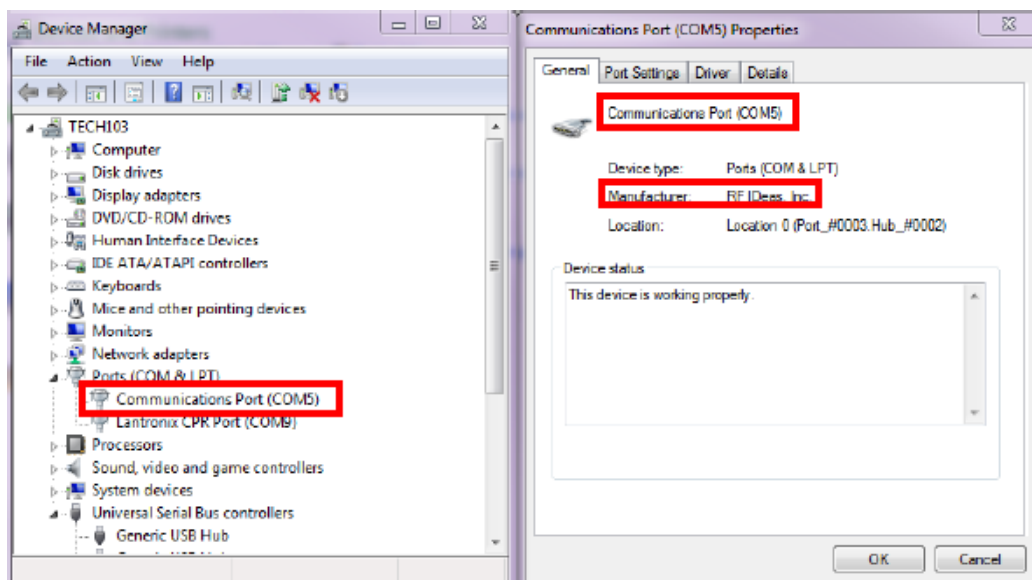 Device Manager
File Action View Help
TECH103
Computer
Disk drives
Display adapters
DVD/CD-ROM drives
Human Interface Devices
IDE ATA/ATAPI controllers
Keyboards
Mice and other pointing devices
Monitors
Network adapters
Ports (COM & LPT)
Communications Port (COM5)
Lantronix CPR Port (COM9)
Processors
Sound, video and game controllers
System devices
Universal Serial Bus controllers
Generic USB Hub
Communications Port (COM5) Properties
General Port Settings Driver Details
Communications Port (COM5)
Device type: Ports (COM & LPT)
Manufacturer: RF IDeas, Inc.
Location: Location 0 (Port_#0003.Hub_#0002)
Device status
This device is working properly.
OK Cancel